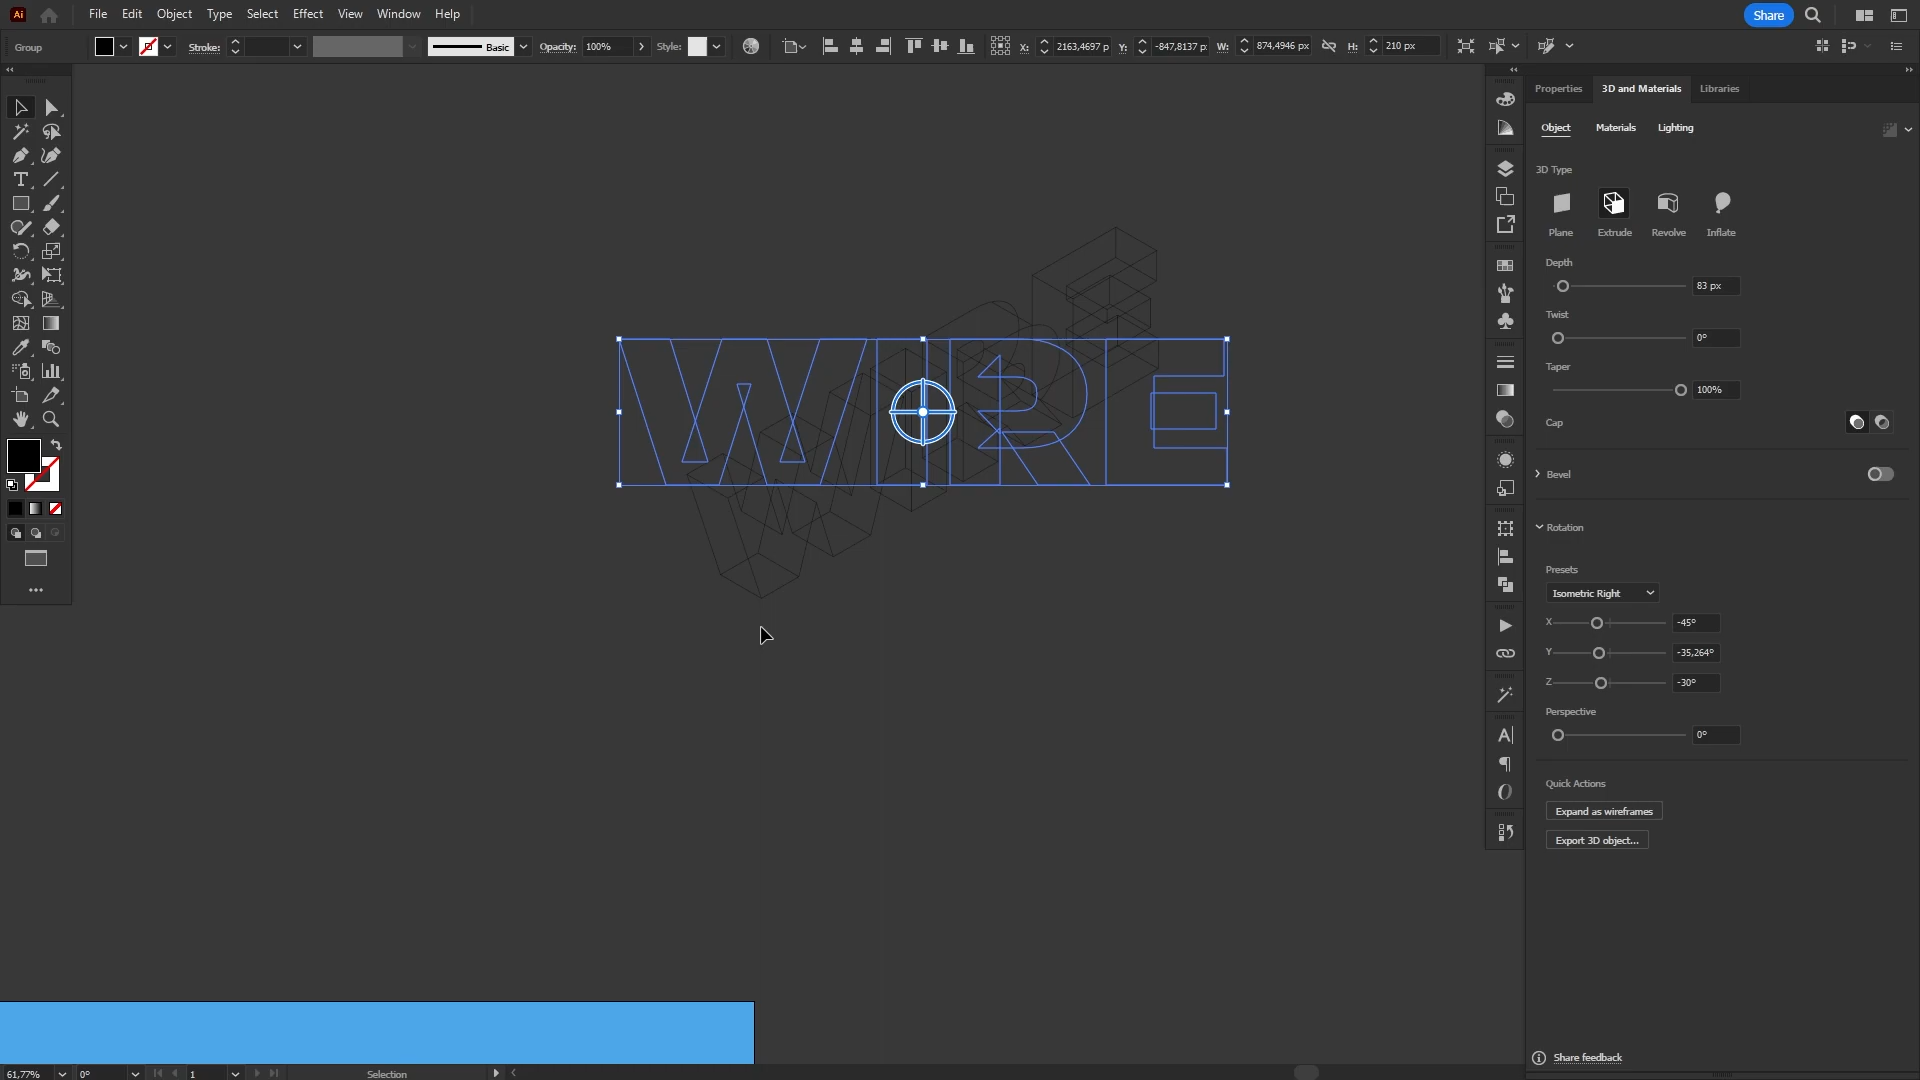 Ai File Edit Object Type Select Effect View Window Help Share
Group Stroke: Basic Opacity: 100% Style: X: 2163,4697 p Y: -847,8137 p: W: 874,4946 px H: 210 px
Properties 3D and Materials Libraries
Object Materials Lighting
3D Type
Plane Extrude Revolve Inflate
Depth
83 px
Twist
0°
Taper
100%
Cap
Bevel
Rotation
Presets
Isometric Right
X -45°
Y -35,264°
Z -30°
Perspective
0°
Quick Actions
Expand as wireframes
Export 3D object...
WIRE
Share feedback
61,77% 0° 1 Selection